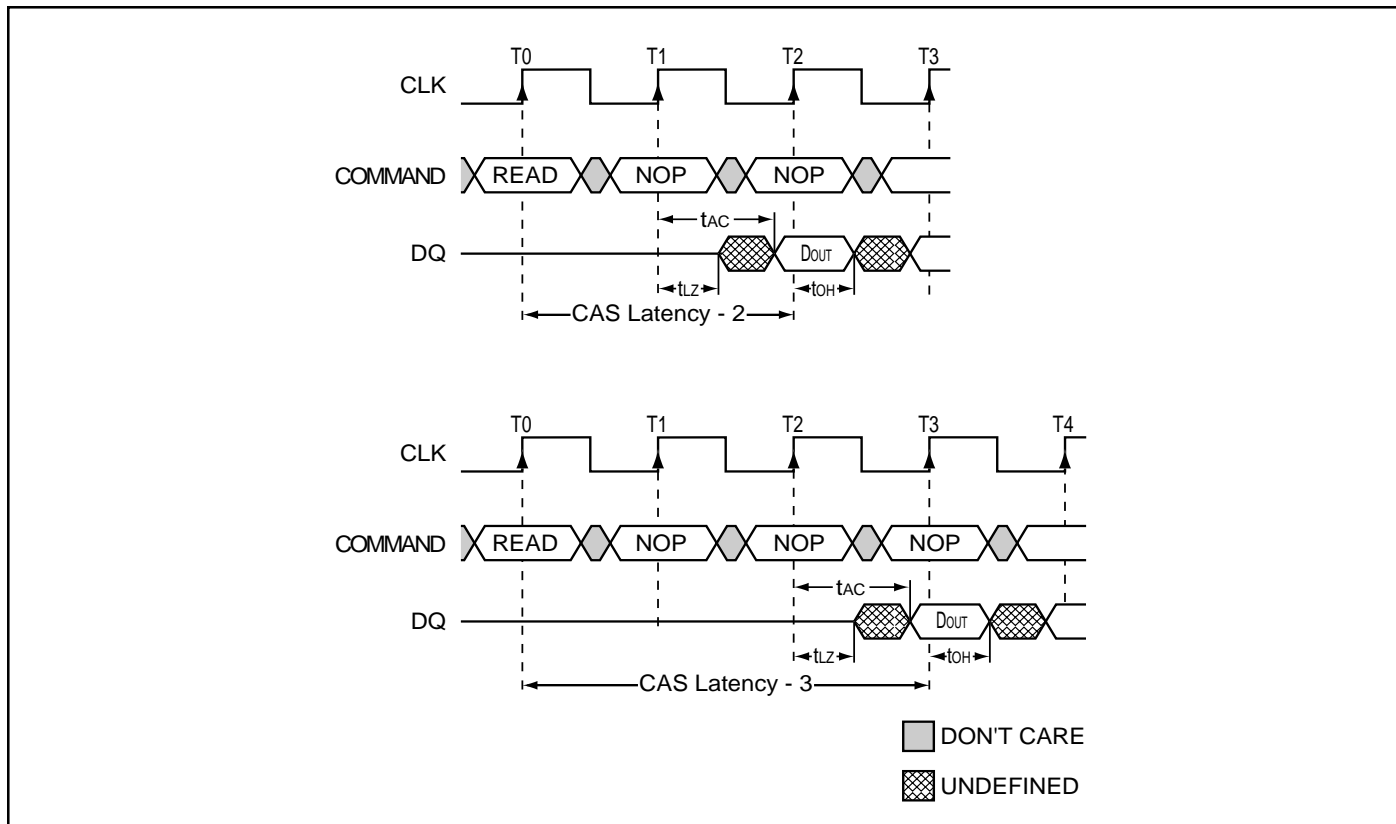 T0 T1 T2 T3
CLK
COMMAND READ NOP NOP
tAC
DQ DOUT
tLZ tOH
CAS Latency - 2
T0 T1 T2 T3 T4
CLK
COMMAND READ NOP NOP NOP
tAC
DQ DOUT
tLZ tOH
CAS Latency - 3
DON'T CARE
UNDEFINED